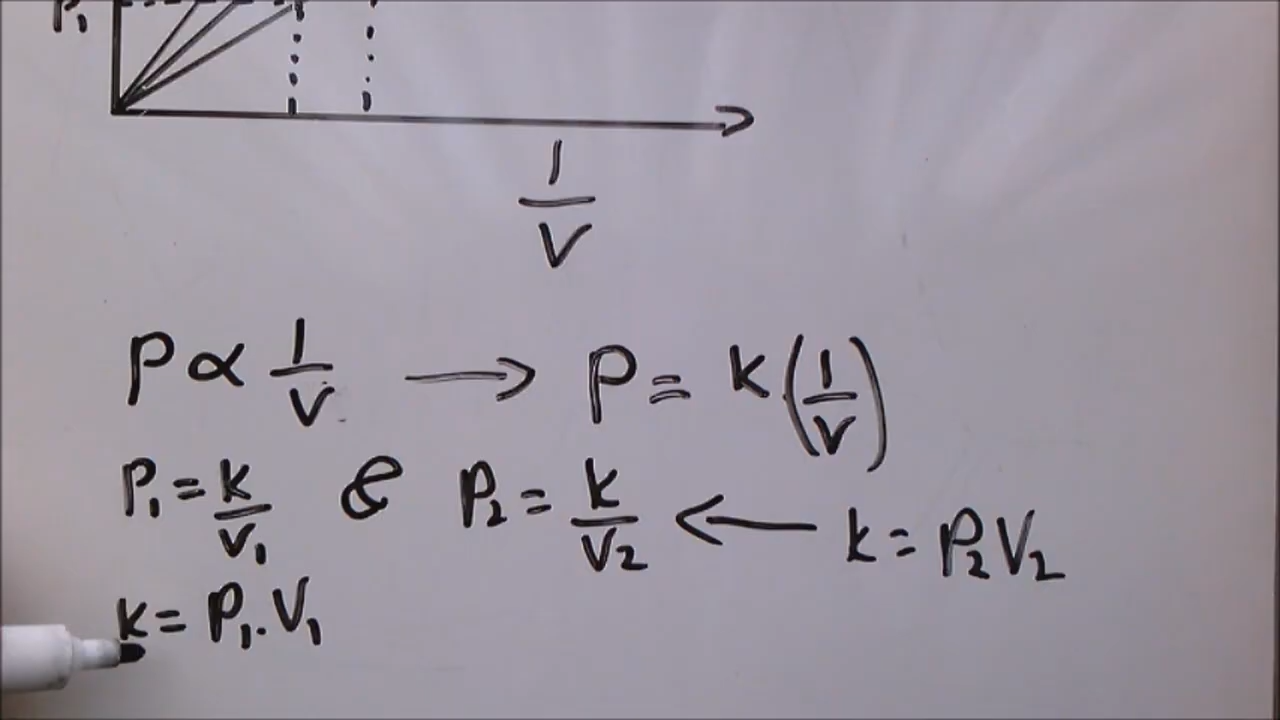 P₁
1/V
P ∝ 1/V → P = K(1/V)
P₁ = K/V₁ & P₂ = K/V₂ ← K = P₂V₂
K = P₁.V₁